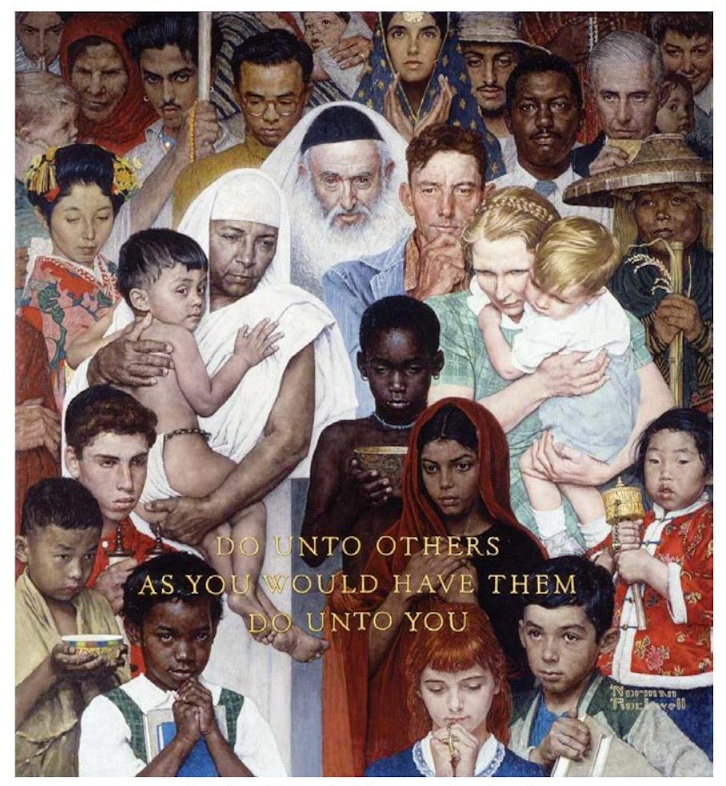 DO UNTO OTHERS
AS YOU WOULD HAVE THEM
DO UNTO YOU
Norman
Rockwell